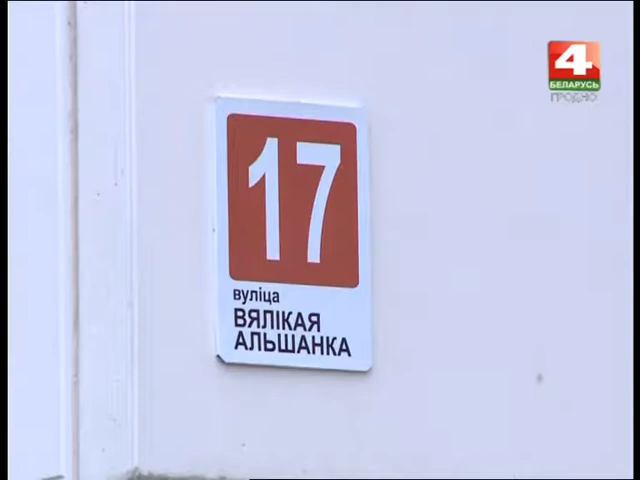 4
БЕЛАРУСЬ
ГРОДНО
17
вуліца
ВЯЛІКАЯ
АЛЬШАНКА